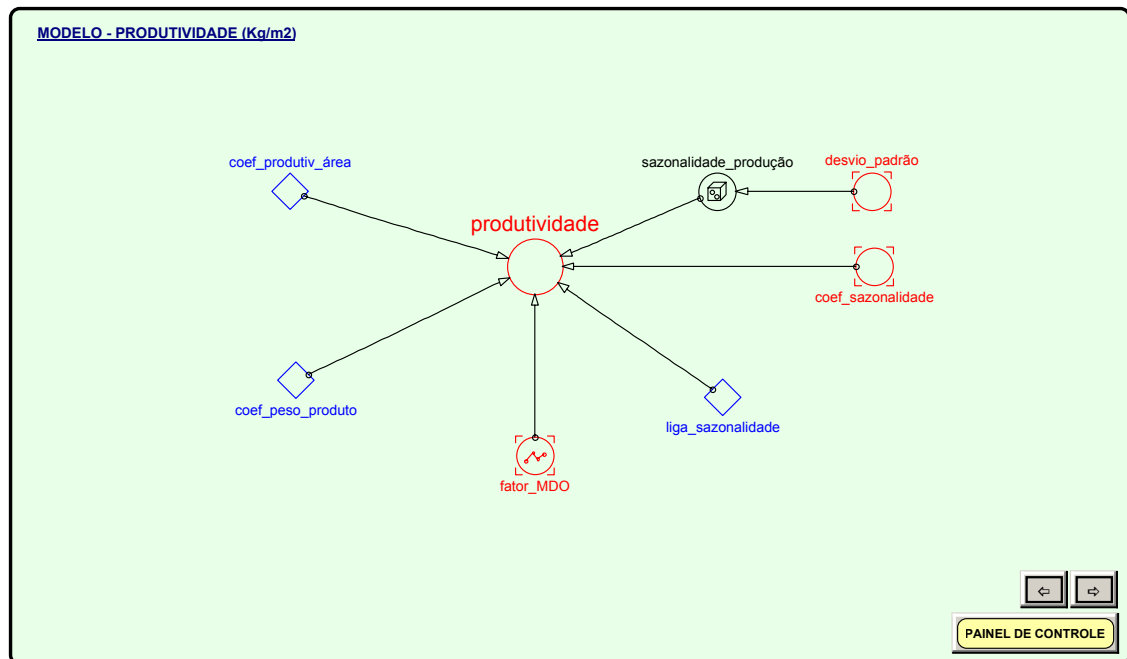 MODELO - PRODUTIVIDADE (Kg/m2)
coef_produtiv_área
sazonalidade_produção
desvio_padrão
produtividade
coef_sazonalidade
coef_peso_produto
liga_sazonalidade
fator_MDO
PAINEL DE CONTROLE